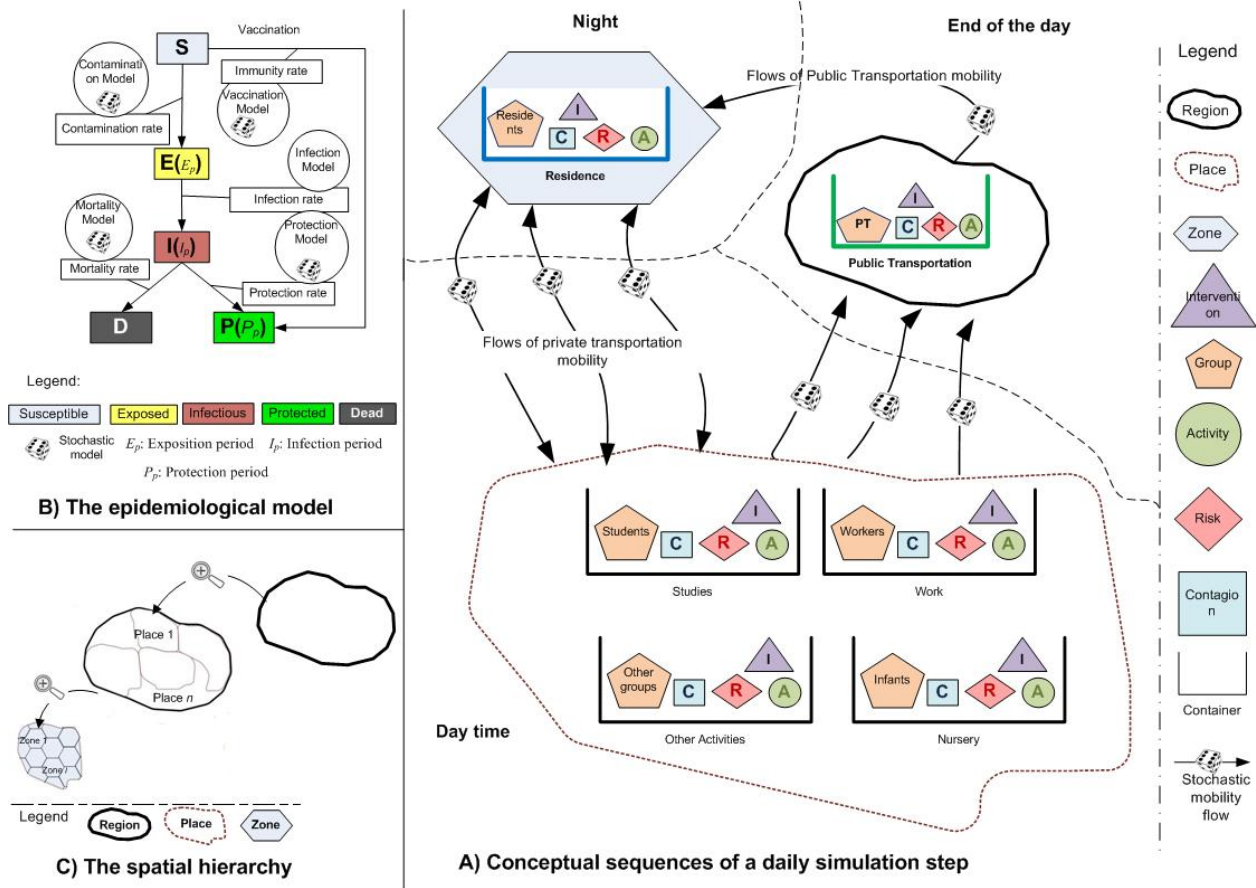 Vaccination
S
Contaminati
on Model
Immunity rate
Vaccination
Model
Contamination rate
Infection
Model
E(Ep)
Mortality
Model
Infection rate
Protection
Model
I(Ip)
Mortality rate
Protection rate
D
P(Pp)
Legend:
Susceptible
Exposed
Infectious
Protected
Dead
Stochastic
model
Ep: Exposition period
Ip: Infection period
Pp: Protection period
B) The epidemiological model
Place 1
Place n
Zone 1
Zone i
Legend
Region
Place
Zone
C) The spatial hierarchy
Night
End of the day
Flows of Public Transportation mobility
Reside
nts
I
C
R
A
Residence
I
PT
C
R
A
Public Transportation
Flows of private transportation
mobility
Students
C
R
I
A
Studies
Workers
C
R
I
A
Work
Other
groups
C
R
I
A
Other Activities
Infants
C
R
I
A
Nursery
Day time
A) Conceptual sequences of a daily simulation step
Legend
Region
Place
Zone
Interventi
on
Group
Activity
Risk
Contagio
n
Container
Stochastic
mobility
flow